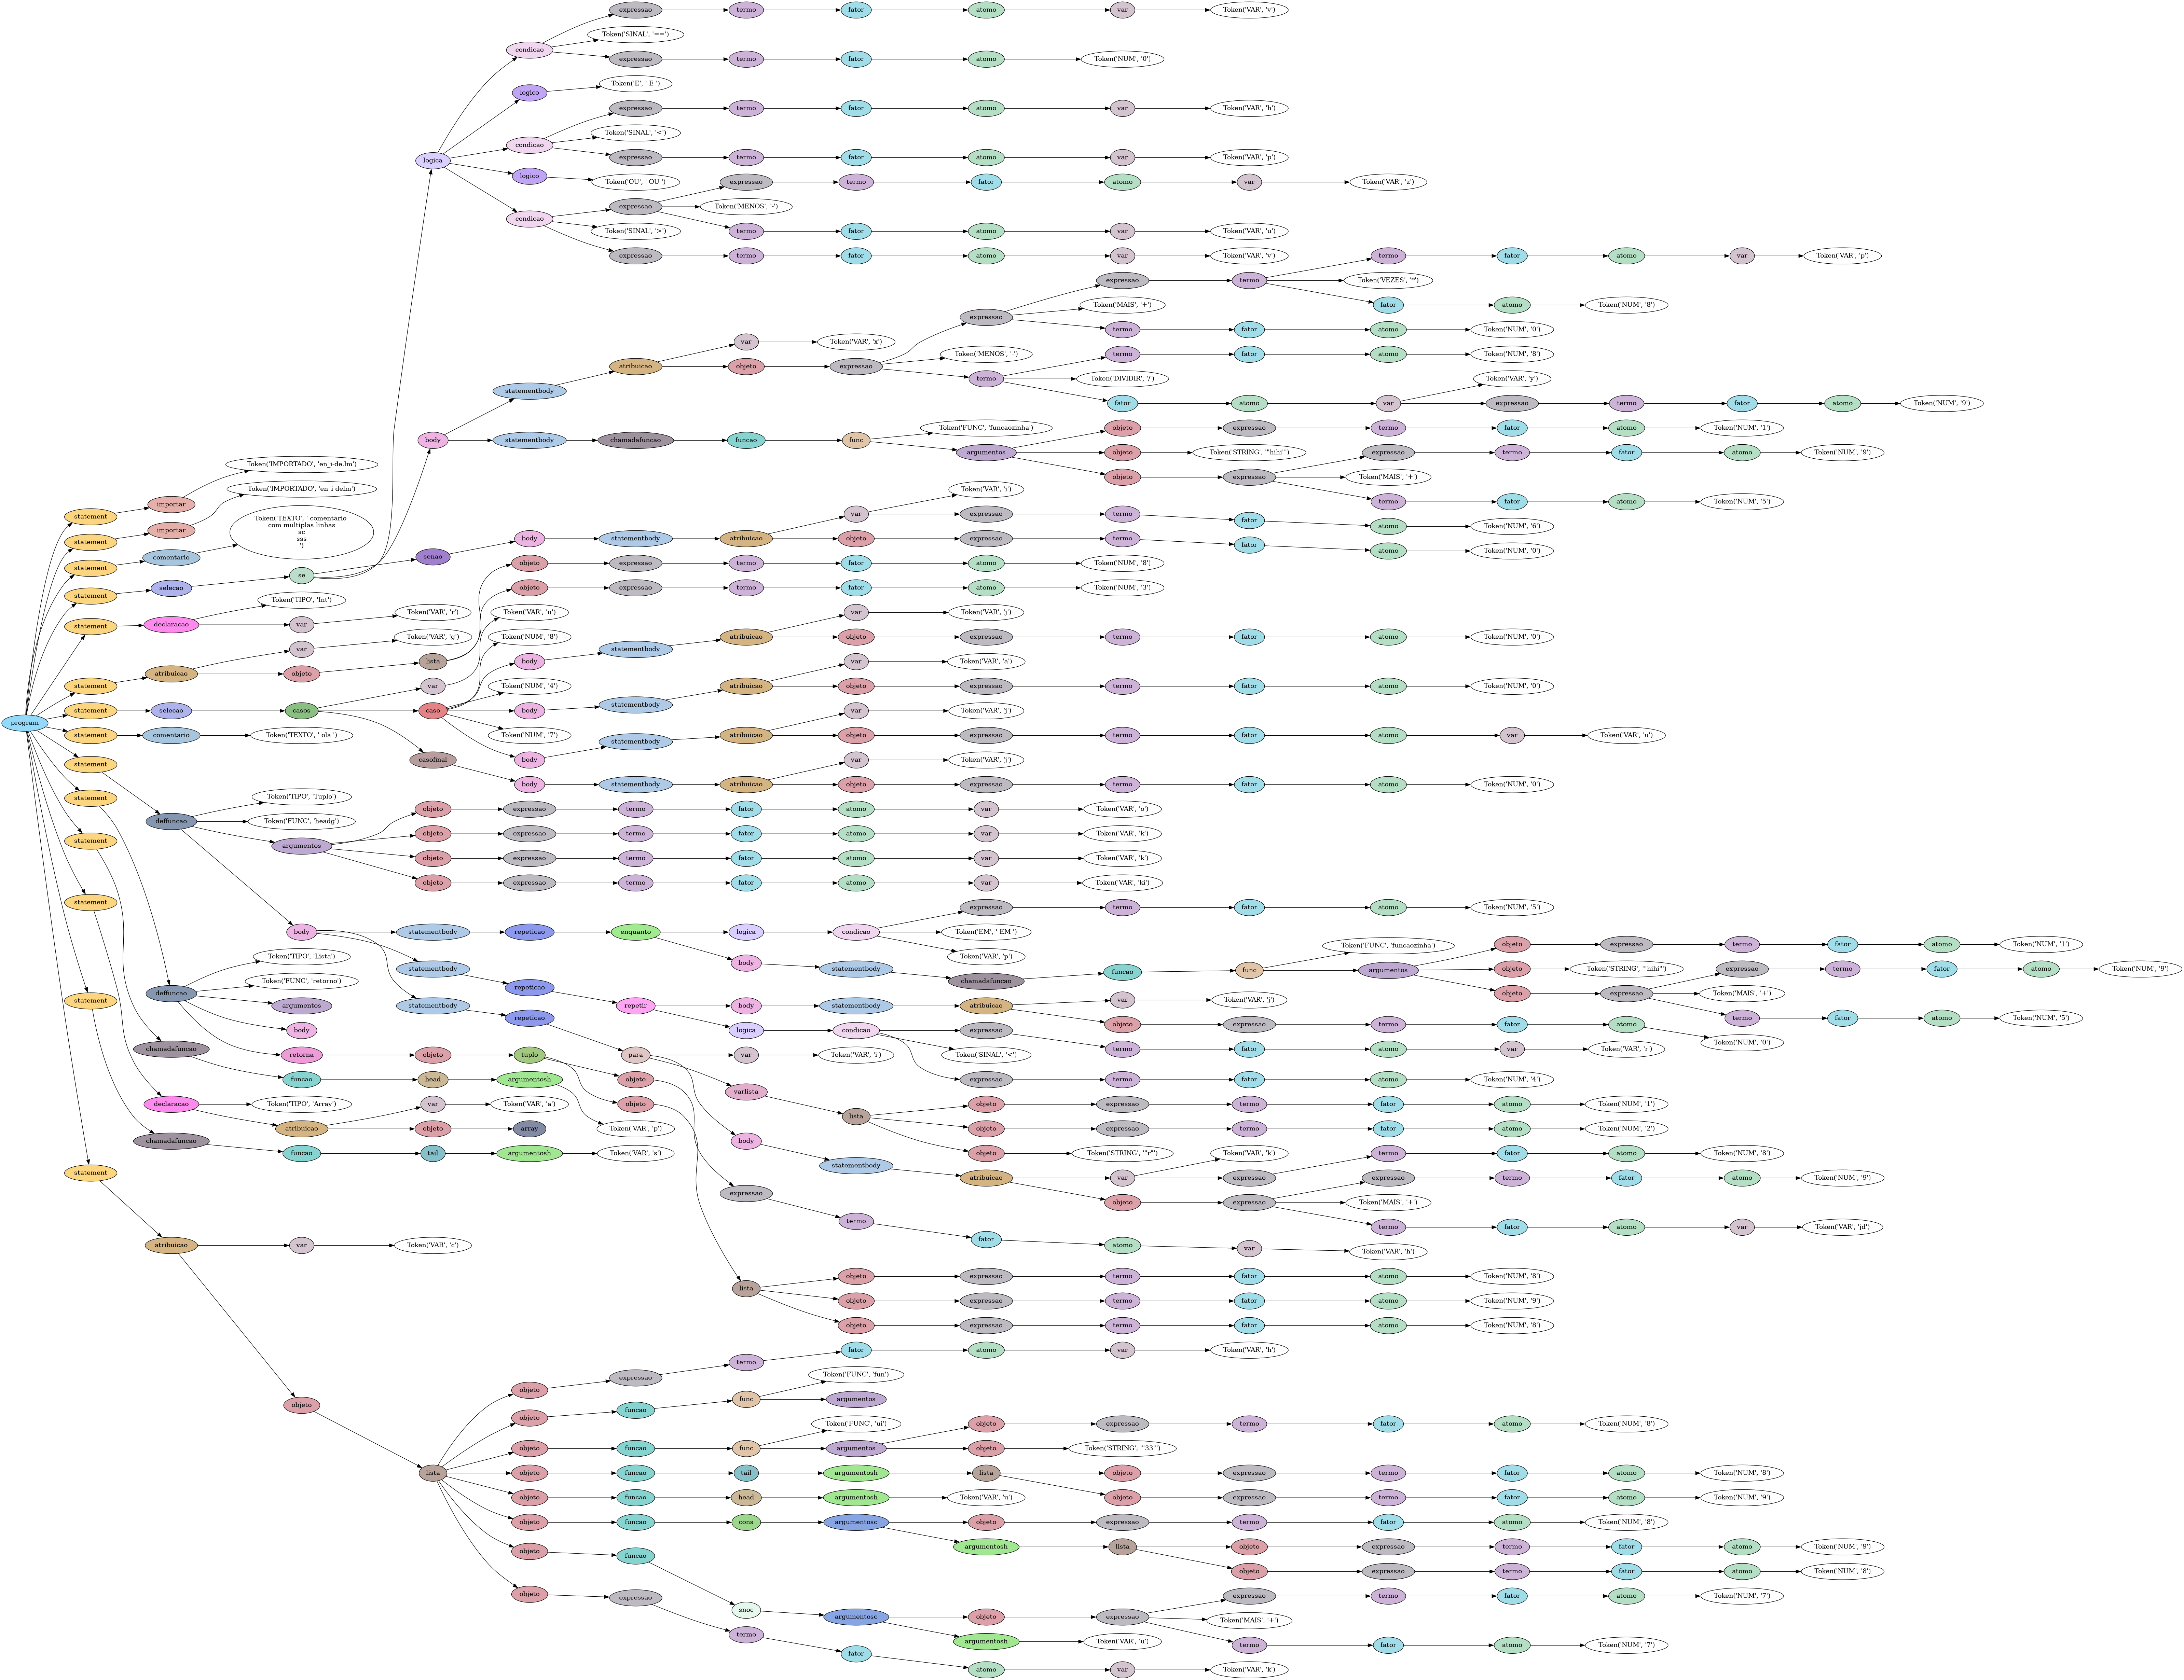 expressao termo fator atomo var Token('VAR', 'v')
Token('SINAL', '==')
condicao
expressao termo fator atomo Token('NUM', '0')
Token('E', ' E ')
logico
expressao termo fator atomo var Token('VAR', 'h')
Token('SINAL', '<')
condicao
logica expressao termo fator atomo var Token('VAR', 'p')
logico Token('OU', ' OU ') expressao termo fator atomo var Token('VAR', 'z')
expressao Token('MENOS', '-')
condicao
Token('SINAL', '>') termo fator atomo var Token('VAR', 'u')
expressao termo fator atomo var Token('VAR', 'v') termo fator atomo var Token('VAR', 'p')
expressao termo Token('VEZES', '*')
Token('MAIS', '+') fator atomo Token('NUM', '8')
expressao
termo fator atomo Token('NUM', '0')
var Token('VAR', 'x')
Token('MENOS', '-') termo fator atomo Token('NUM', '8')
atribuicao objeto expressao
termo Token('DIVIDIR', '/') Token('VAR', 'y')
statementbody
fator atomo var expressao termo fator atomo Token('NUM', '9')
Token('FUNC', 'funcaozinha') objeto expressao termo fator atomo Token('NUM', '1')
body statementbody chamadafuncao funcao func
argumentos objeto Token('STRING', '"hihi"') expressao termo fator atomo Token('NUM', '9')
Token('IMPORTADO', 'en_i-de.lm')
objeto expressao Token('MAIS', '+')
Token('IMPORTADO', 'en_i-delm') Token('VAR', 'i')
importar termo fator atomo Token('NUM', '5')
statement
var expressao termo fator atomo Token('NUM', '6')
Token('TEXTO', ' comentario
com multiplas linhas
sc
sss
')
importar
statement
body statementbody atribuicao objeto expressao termo fator atomo Token('NUM', '0')
comentario senao
statement objeto expressao termo fator atomo Token('NUM', '8')
se
selecao objeto expressao termo fator atomo Token('NUM', '3')
statement
Token('TIPO', 'Int')
Token('VAR', 'r') Token('VAR', 'u') var Token('VAR', 'j')
statement declaracao var
Token('VAR', 'g') Token('NUM', '8') atribuicao objeto expressao termo fator atomo Token('NUM', '0')
var statementbody
lista body var Token('VAR', 'a')
atribuicao objeto
statement var Token('NUM', '4') atribuicao objeto expressao termo fator atomo Token('NUM', '0')
statementbody
statement selecao casos caso body var Token('VAR', 'j')
program
statement comentario Token('TEXTO', ' ola ') Token('NUM', '7') statementbody atribuicao objeto expressao termo fator atomo var Token('VAR', 'u')
statement casofinal body var Token('VAR', 'j')
body statementbody atribuicao objeto expressao termo fator atomo Token('NUM', '0')
statement Token('TIPO', 'Tuplo')
objeto expressao termo fator atomo var Token('VAR', 'o')
deffuncao Token('FUNC', 'headg')
objeto expressao termo fator atomo var Token('VAR', 'k')
statement argumentos
objeto expressao termo fator atomo var Token('VAR', 'k')
objeto expressao termo fator atomo var Token('VAR', 'ki')
statement
expressao termo fator atomo Token('NUM', '5')
body statementbody repeticao enquanto logica condicao Token('EM', ' EM ')
Token('FUNC', 'funcaozinha') objeto expressao termo fator atomo Token('NUM', '1')
Token('TIPO', 'Lista') Token('VAR', 'p')
body
statementbody statementbody funcao func argumentos objeto Token('STRING', '"hihi"') expressao termo fator atomo Token('NUM', '9')
Token('FUNC', 'retorno') chamadafuncao
deffuncao repeticao objeto expressao Token('MAIS', '+')
statement argumentos statementbody repetir body statementbody atribuicao var Token('VAR', 'j')
repeticao termo fator atomo Token('NUM', '5')
body logica condicao expressao objeto expressao termo fator atomo
Token('NUM', '0')
chamadafuncao retorna objeto tuplo para var Token('VAR', 'i') Token('SINAL', '<') termo fator atomo var Token('VAR', 'r')
funcao head argumentosh objeto expressao termo fator atomo Token('NUM', '4')
varlista
declaracao Token('TIPO', 'Array') var Token('VAR', 'a') objeto objeto expressao termo fator atomo Token('NUM', '1')
lista
atribuicao objeto array Token('VAR', 'p') objeto expressao termo fator atomo Token('NUM', '2')
chamadafuncao body
funcao tail argumentosh Token('VAR', 's') objeto Token('STRING', '"r"') Token('VAR', 'k') termo fator atomo Token('NUM', '8')
statementbody
statement atribuicao var expressao expressao termo fator atomo Token('NUM', '9')
expressao objeto expressao Token('MAIS', '+')
termo termo fator atomo var Token('VAR', 'jd')
fator
atribuicao var Token('VAR', 'c') atomo var Token('VAR', 'h')
lista objeto expressao termo fator atomo Token('NUM', '8')
objeto expressao termo fator atomo Token('NUM', '9')
objeto expressao termo fator atomo Token('NUM', '8')
termo fator atomo var Token('VAR', 'h')
objeto expressao Token('FUNC', 'fun')
objeto func argumentos
objeto funcao Token('FUNC', 'ui') objeto expressao termo fator atomo Token('NUM', '8')
objeto funcao func argumentos objeto Token('STRING', '"33"')
lista objeto funcao tail argumentosh lista objeto expressao termo fator atomo Token('NUM', '8')
objeto funcao head argumentosh Token('VAR', 'u') objeto expressao termo fator atomo Token('NUM', '9')
objeto funcao cons argumentosc objeto expressao termo fator atomo Token('NUM', '8')
objeto funcao argumentosh lista objeto expressao termo fator atomo Token('NUM', '9')
objeto expressao termo fator atomo Token('NUM', '8')
objeto expressao expressao termo fator atomo Token('NUM', '7')
snoc argumentosc objeto expressao Token('MAIS', '+')
termo argumentosh Token('VAR', 'u') termo fator atomo Token('NUM', '7')
fator
atomo var Token('VAR', 'k')